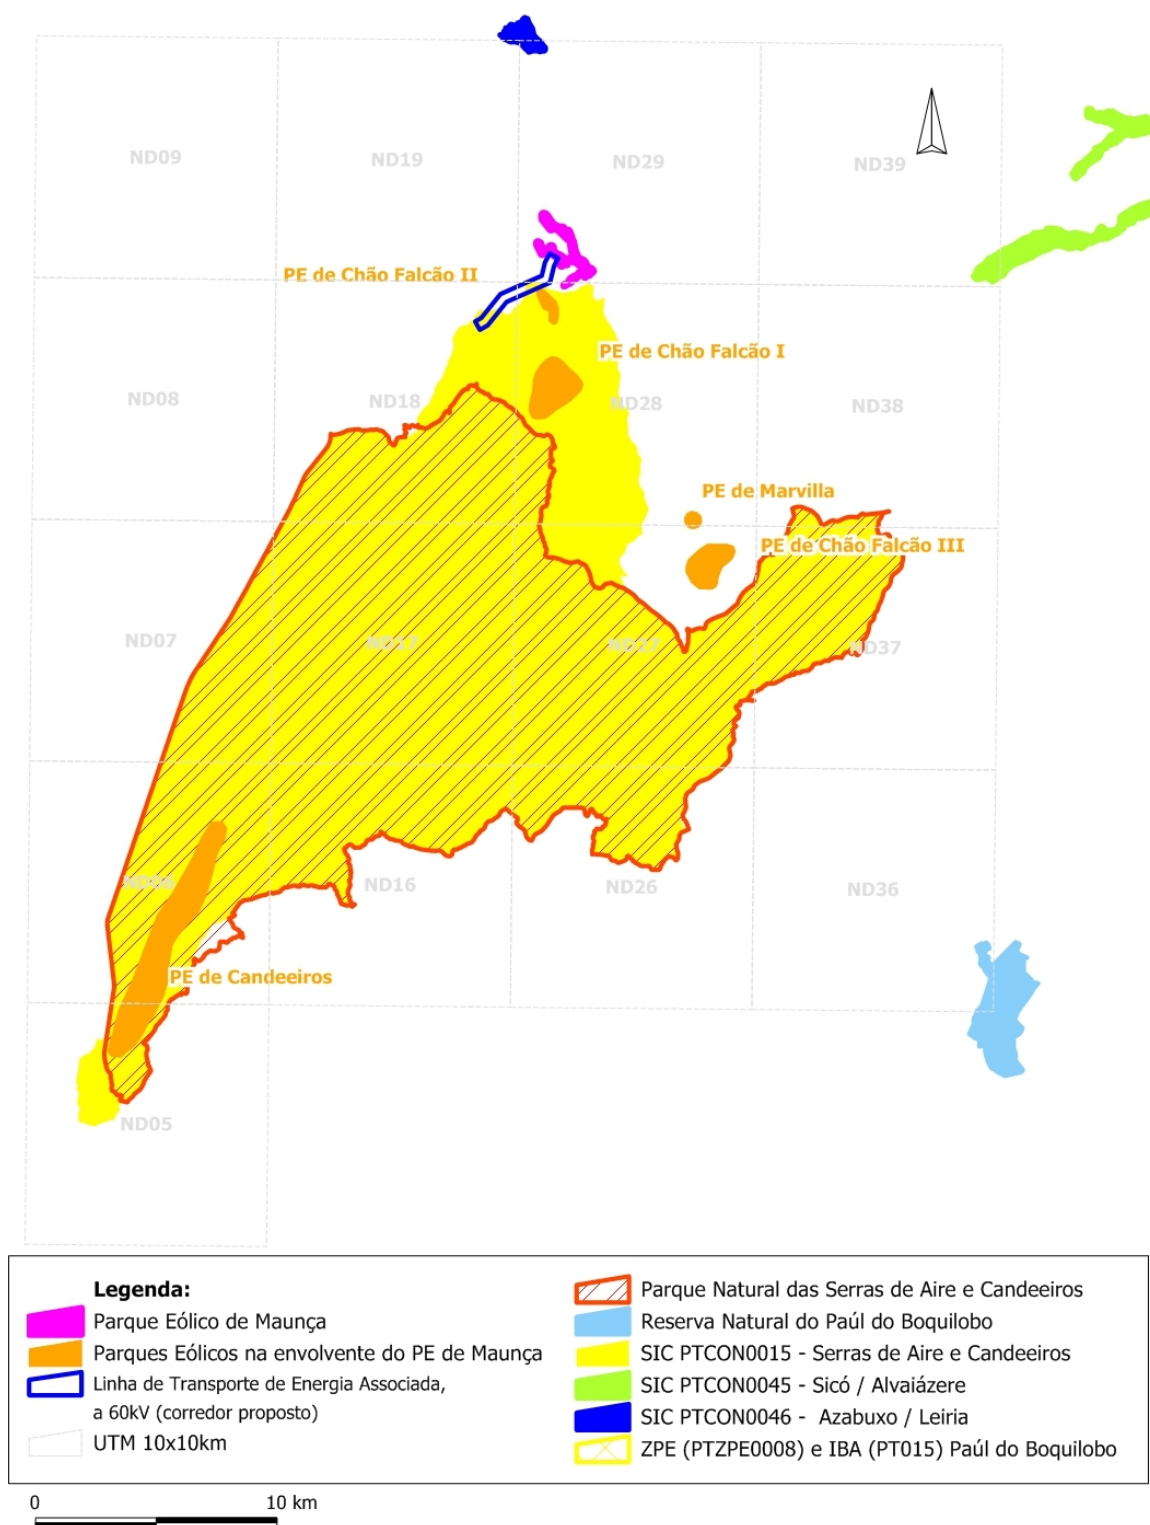 ND09
ND19
ND29
ND39
PE de Chão Falcão II
PE de Chão Falcão I
ND08
ND18
ND28
ND38
PE de Marvilla
PE de Chão Falcão III
ND07
ND17
ND27
ND37
ND06
ND16
ND26
ND36
PE de Candeeiros
ND05
Legenda:
Parque Eólico de Maunça
Parques Eólicos na envolvente do PE de Maunça
Linha de Transporte de Energia Associada,
a 60kV (corredor proposto)
UTM 10x10km
Parque Natural das Serras de Aire e Candeeiros
Reserva Natural do Paúl do Boquilobo
SIC PTCON0015 - Serras de Aire e Candeeiros
SIC PTCON0045 - Sicó / Alvaiázere
SIC PTCON0046 - Azabuxo / Leiria
ZPE (PTZPE0008) e IBA (PT015) Paúl do Boquilobo
0 10 km